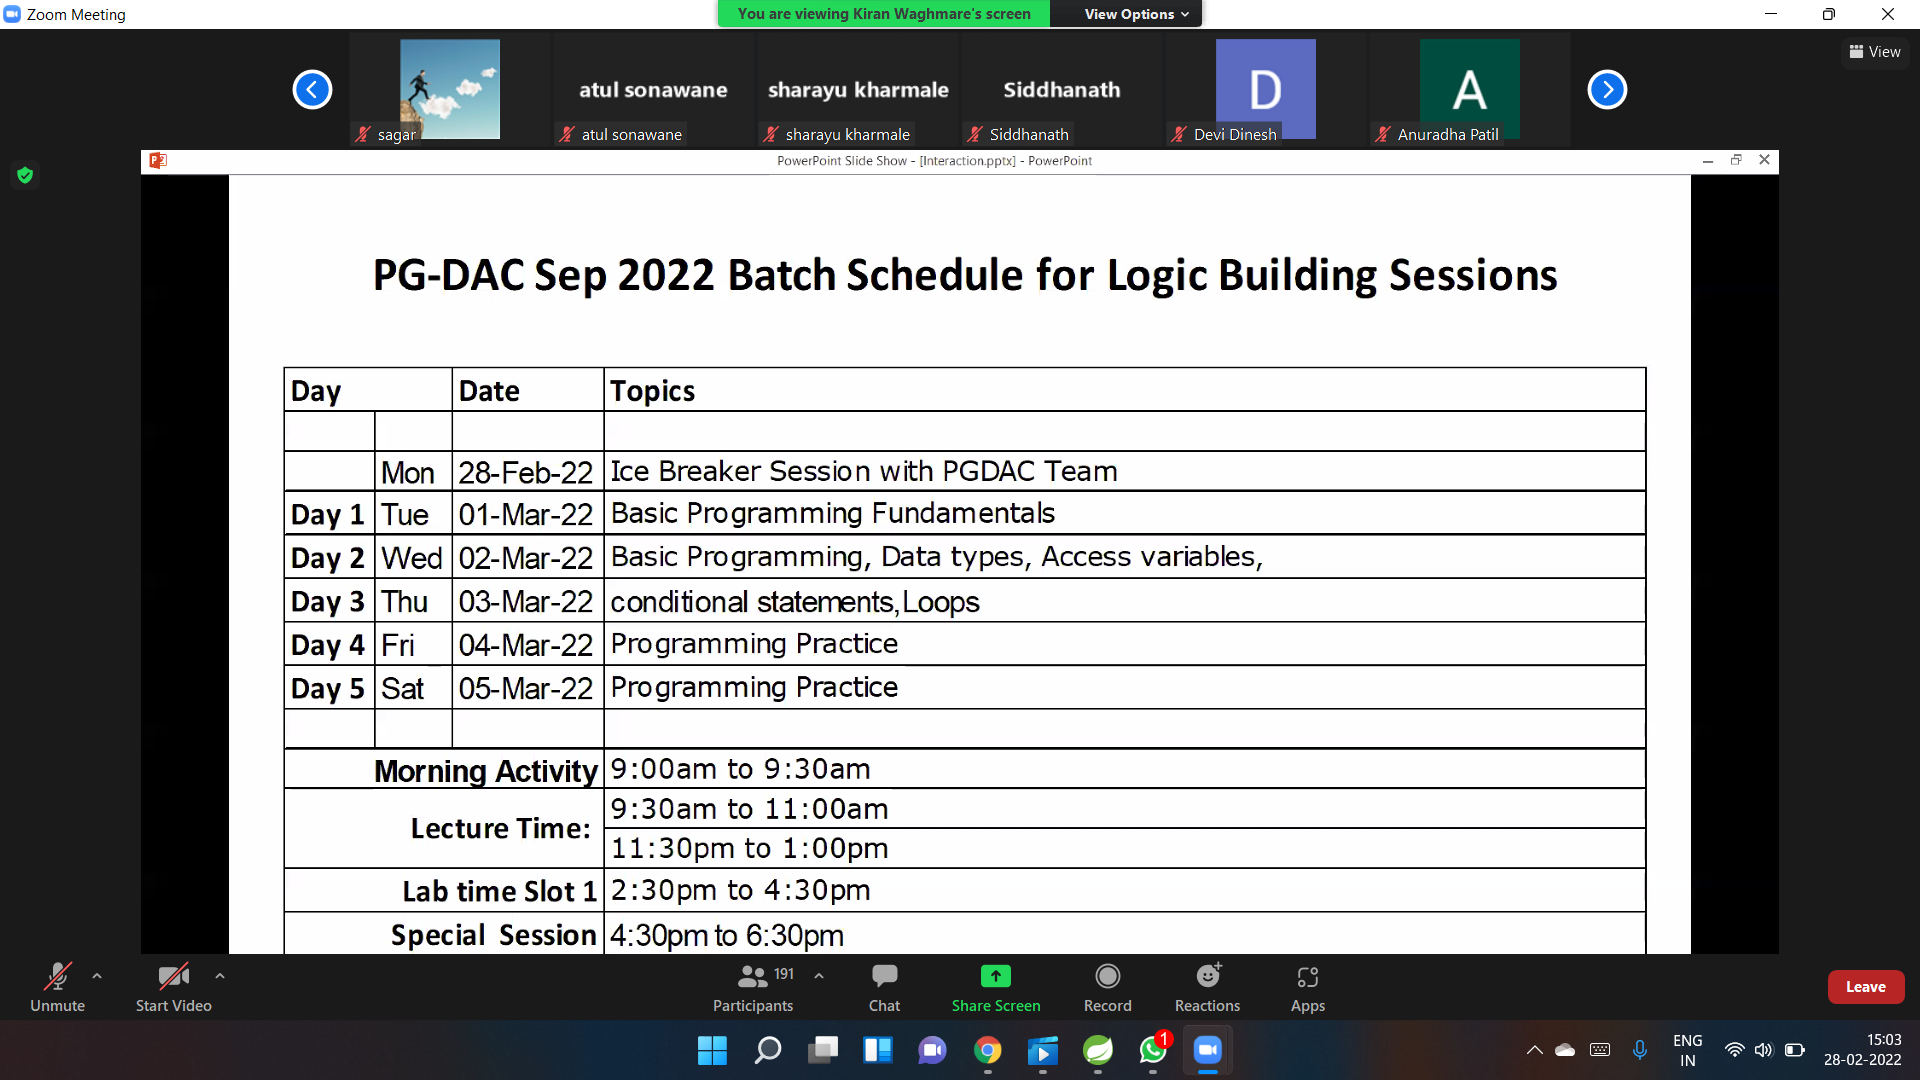 Zoom Meeting
You are viewing Kiran Waghmare's screen
View Options
View
atul sonawane
sharayu kharmale
Siddhanath
D
A
sagar
atul sonawane
sharayu kharmale
Siddhanath
Devi Dinesh
Anuradha Patil
PowerPoint Slide Show - [Interaction.pptx] - PowerPoint
PG-DAC Sep 2022 Batch Schedule for Logic Building Sessions
Day Date Topics
Mon 28-Feb-22 Ice Breaker Session with PGDAC Team
Day 1 Tue 01-Mar-22 Basic Programming Fundamentals
Day 2 Wed 02-Mar-22 Basic Programming, Data types, Access variables,
Day 3 Thu 03-Mar-22 conditional statements,Loops
Day 4 Fri 04-Mar-22 Programming Practice
Day 5 Sat 05-Mar-22 Programming Practice
Morning Activity 9:00am to 9:30am
Lecture Time: 9:30am to 11:00am
11:30pm to 1:00pm
Lab time Slot 1 2:30pm to 4:30pm
Special Session 4:30pm to 6:30pm
Unmute
Start Video
191
Participants
Chat
Share Screen
Record
Reactions
Apps
Leave
1
ENG
IN
15:03
28-02-2022